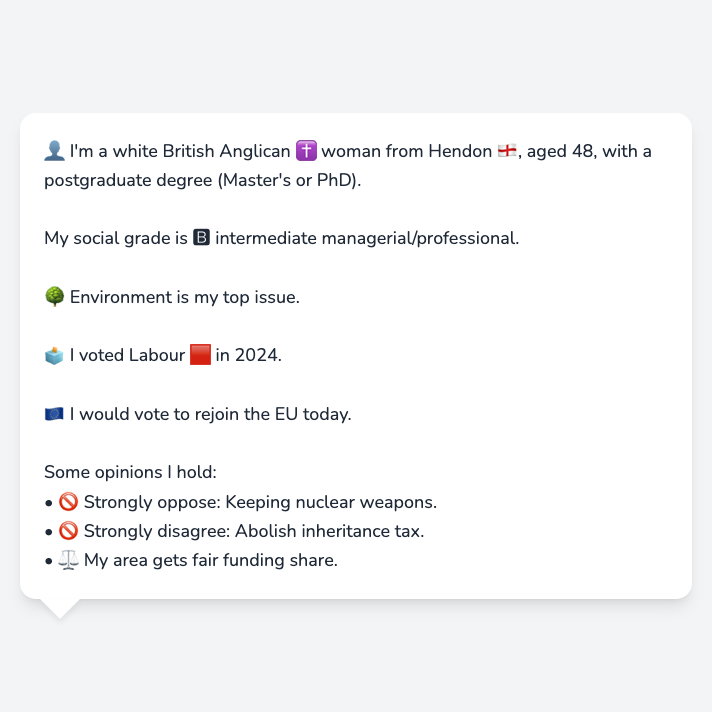 👤 I'm a white British Anglican ✝️ woman from Hendon 🏴󠁧󠁢󠁥󠁮󠁧󠁿, aged 48, with a
postgraduate degree (Master's or PhD).
My social grade is 🅱 intermediate managerial/professional.
🌳 Environment is my top issue.
🗳️ I voted Labour 🟥 in 2024.
🇪🇺 I would vote to rejoin the EU today.
Some opinions I hold:
• 🚫 Strongly oppose: Keeping nuclear weapons.
• 🚫 Strongly disagree: Abolish inheritance tax.
• ⚖️ My area gets fair funding share.